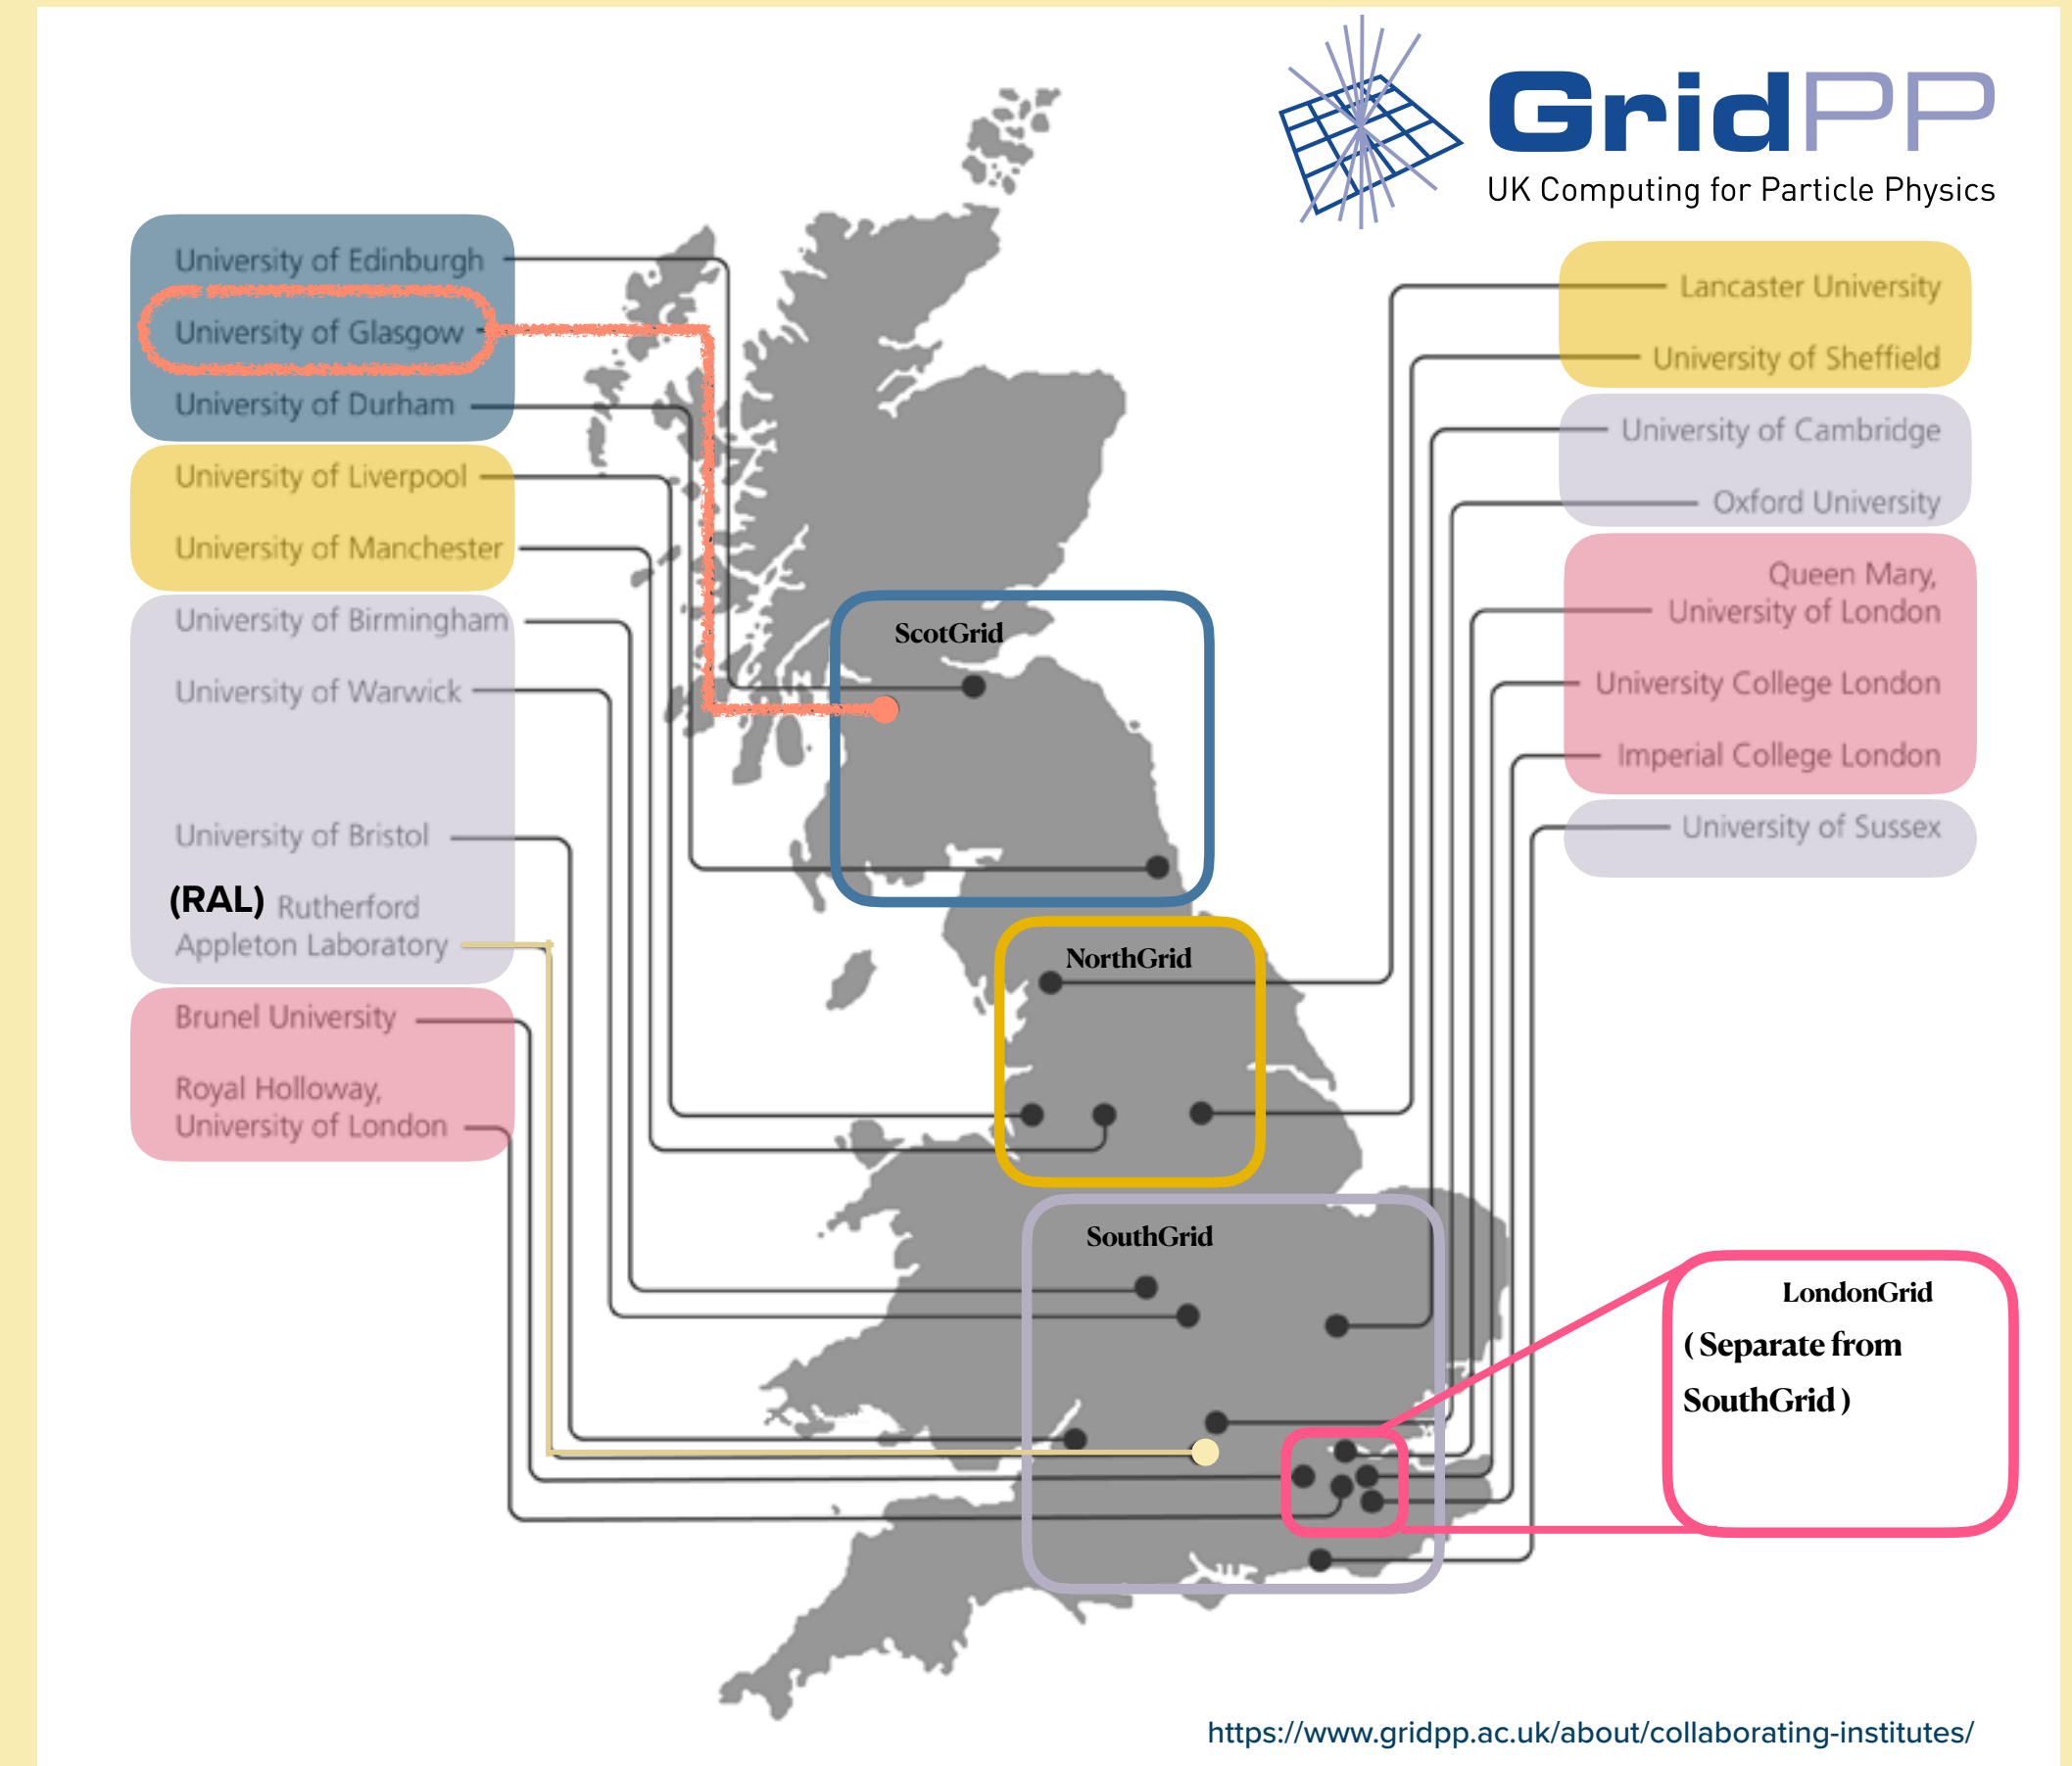 GridPP
UK Computing for Particle Physics
University of Edinburgh
University of Glasgow
University of Durham
University of Liverpool
University of Manchester
University of Birmingham
University of Warwick
University of Bristol
(RAL) Rutherford
Appleton Laboratory
Brunel University
Royal Holloway,
University of London
ScotGrid
NorthGrid
SouthGrid
Lancaster University
University of Sheffield
University of Cambridge
Oxford University
Queen Mary,
University of London
University College London
Imperial College London
University of Sussex
LondonGrid
( Separate from
SouthGrid )
https://www.gridpp.ac.uk/about/collaborating-institutes/